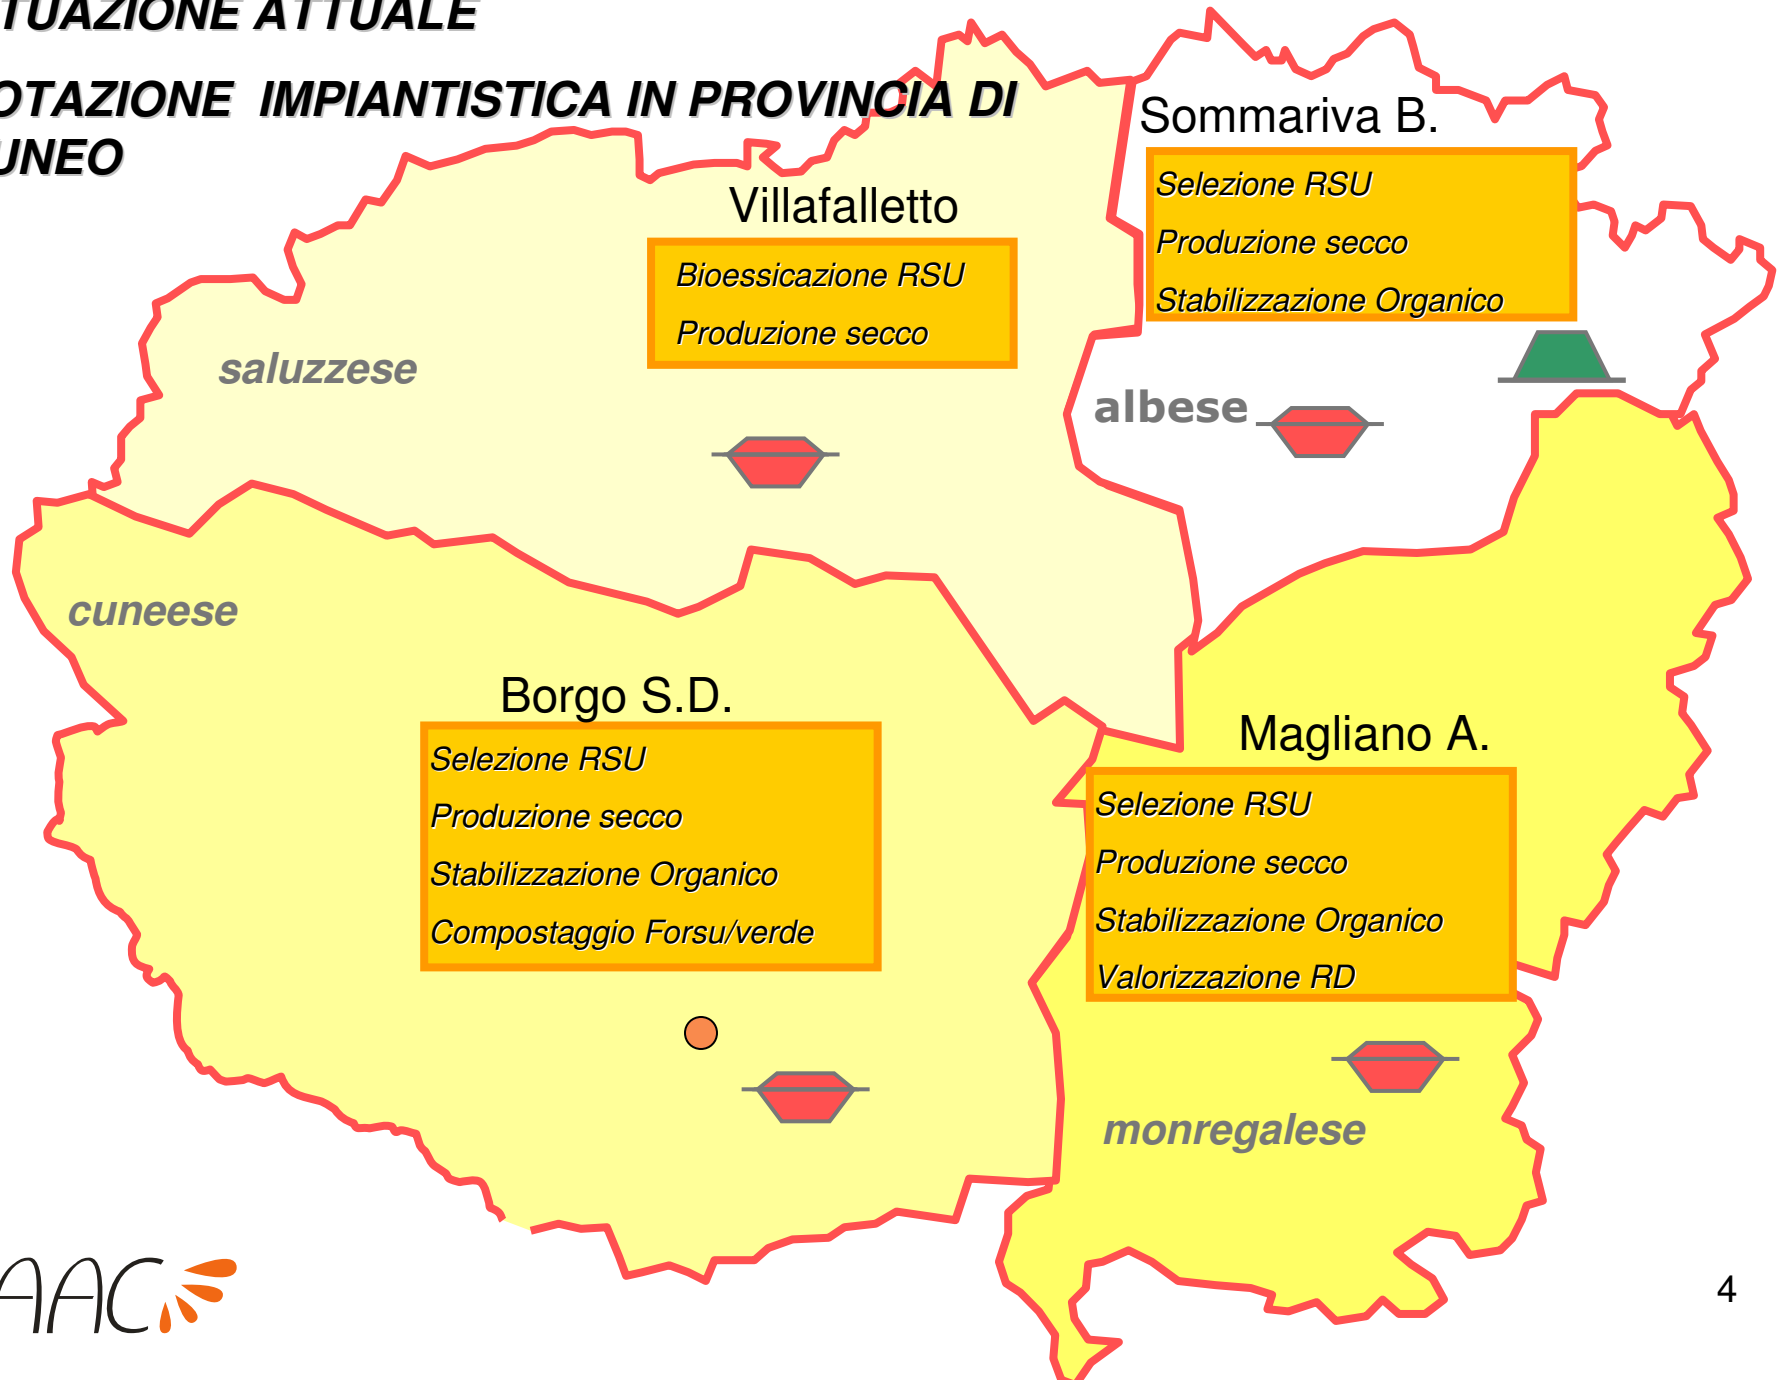 TUAZIONE ATTUALE
OTAZIONE IMPIANTISTICA IN PROVINCIA DI
UNEO
Sommariva B.
Selezione RSU
Produzione secco
Stabilizzazione Organico
Villafalletto
Bioessicazione RSU
Produzione secco
saluzzese
albese
cuneese
Borgo S.D.
Selezione RSU
Produzione secco
Stabilizzazione Organico
Compostaggio Forsu/verde
Magliano A.
Selezione RSU
Produzione secco
Stabilizzazione Organico
Valorizzazione RD
monregalese
AAC
4